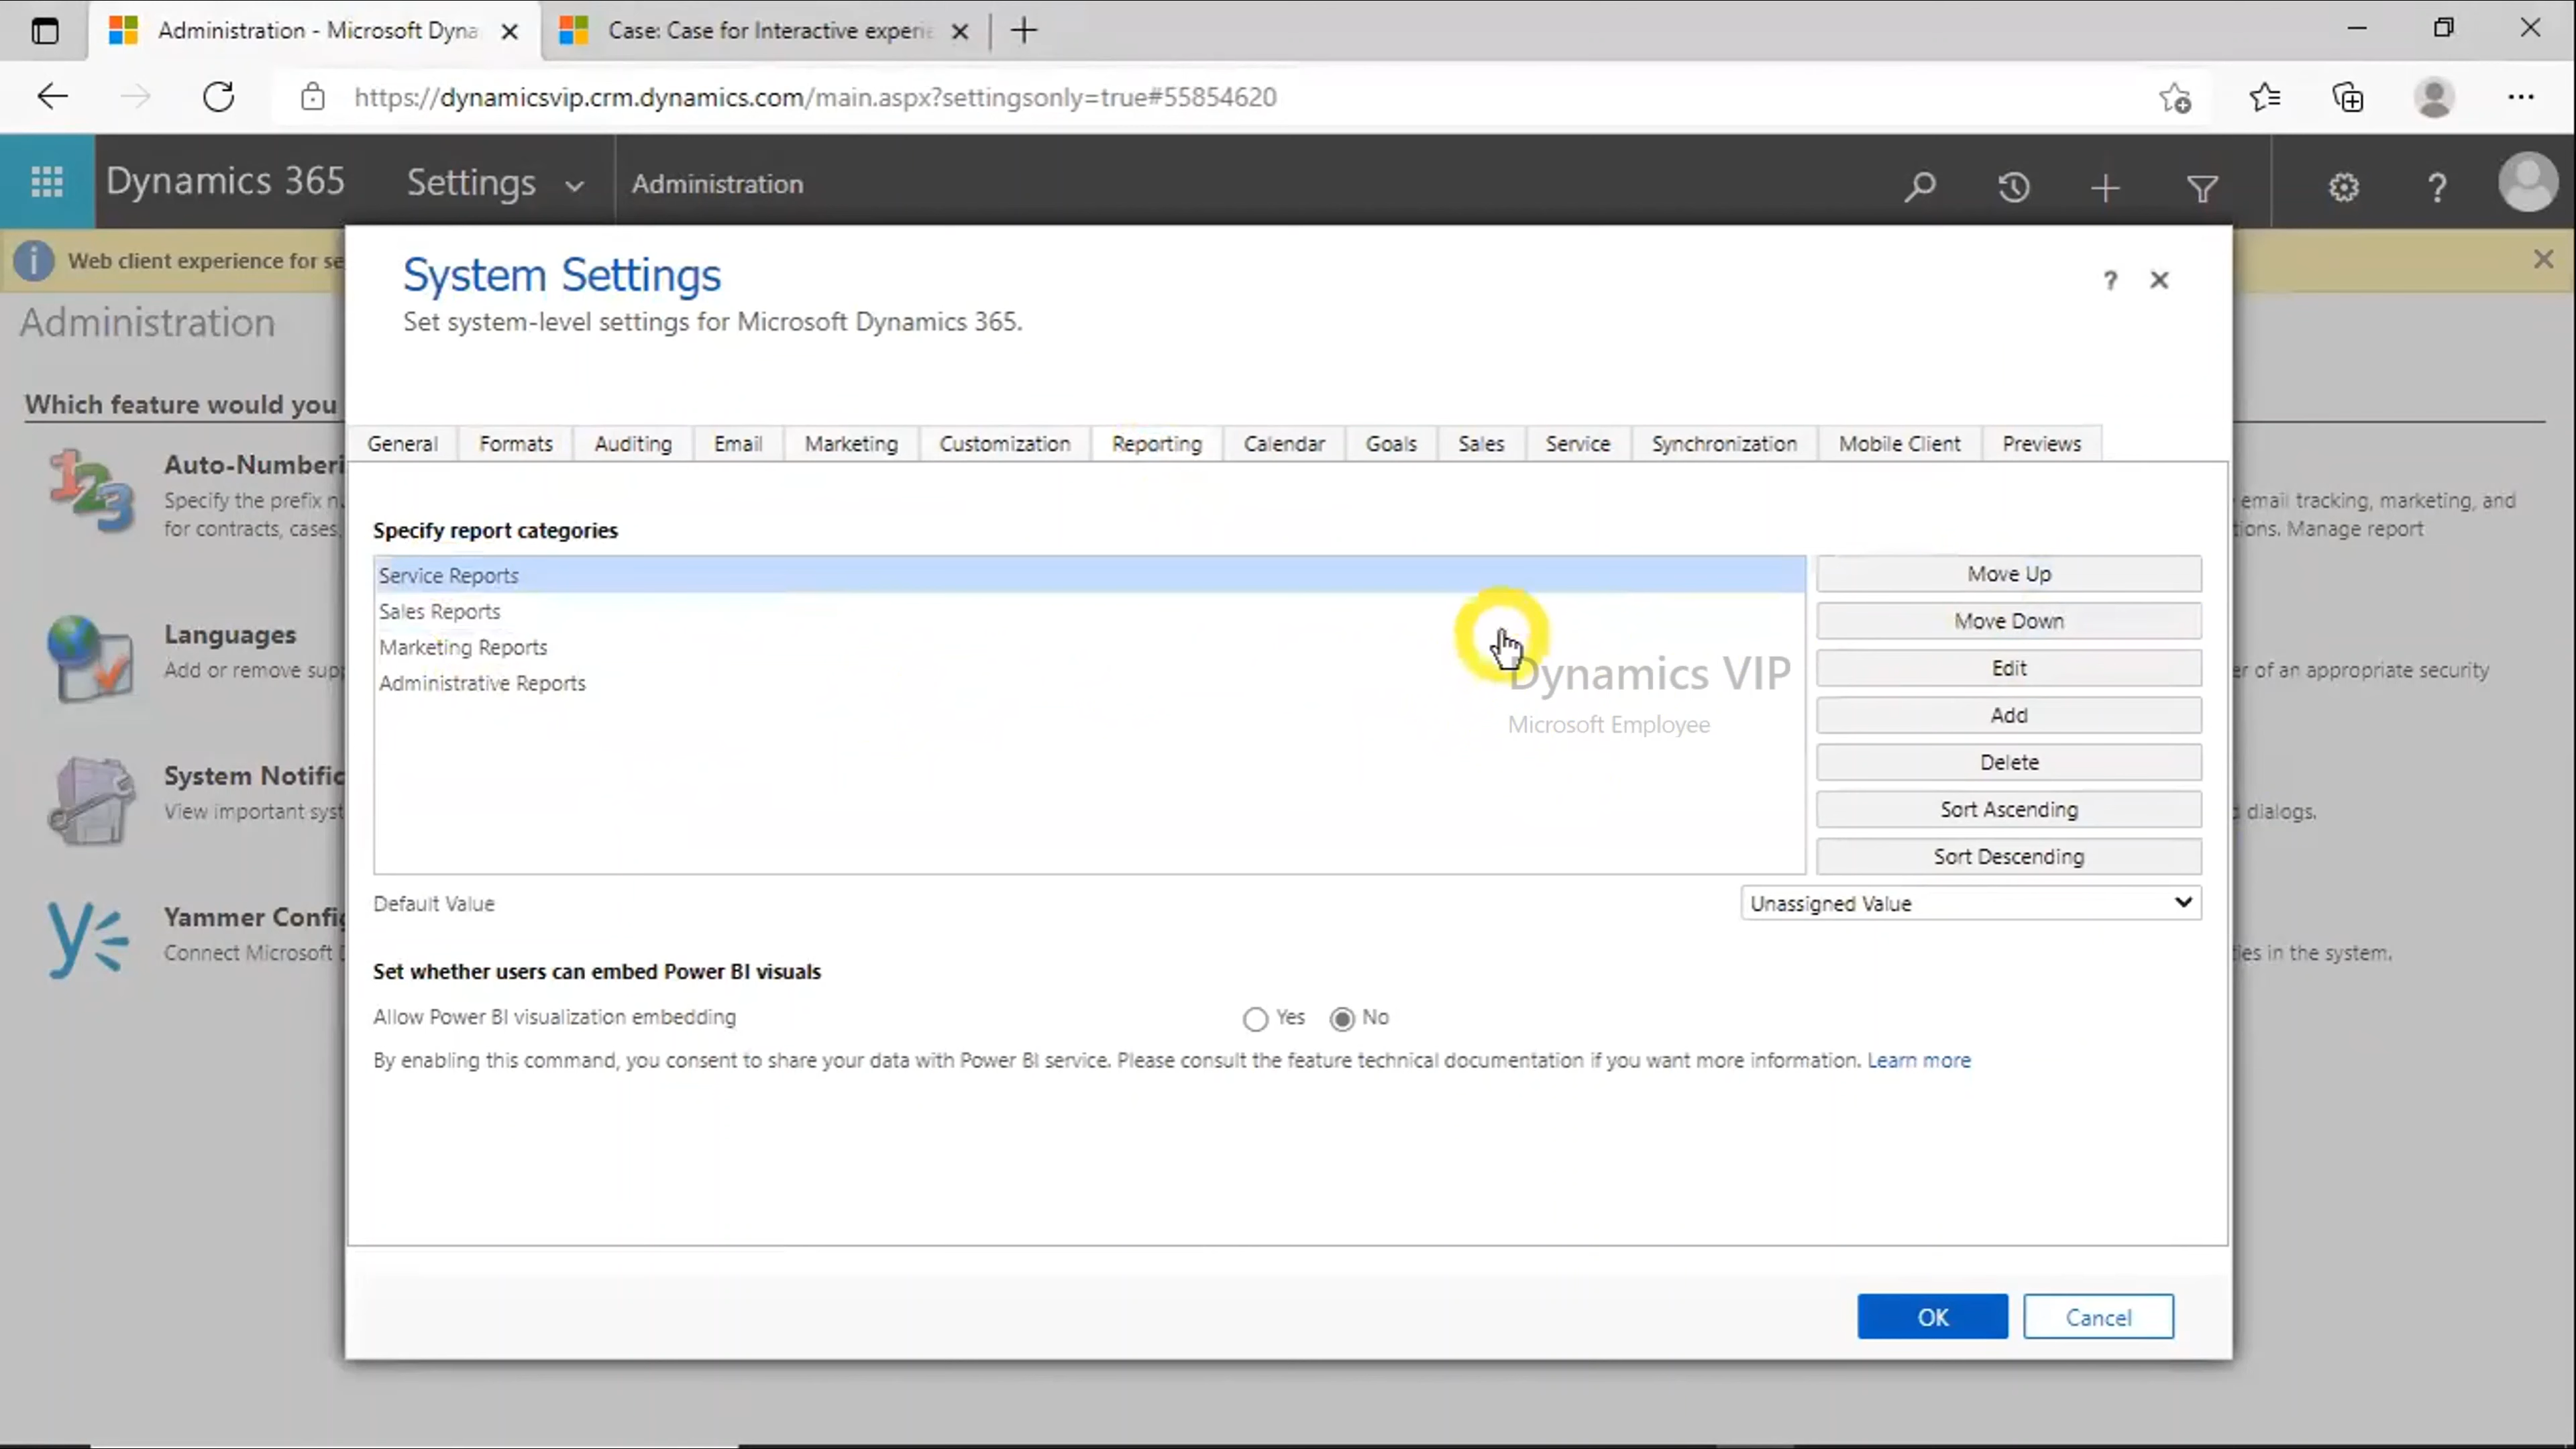 Administration - Microsoft Dyna
Case: Case for Interactive experie
https://dynamicsvip.crm.dynamics.com/main.aspx?settingsonly=true#55854620
Dynamics 365
Settings
Administration
Web client experience for se
Administration
Which feature would you
Auto-Numberi
Specify the prefix nu
for contracts, cases,
Languages
Add or remove supp
System Notific
View important syst
Yammer Config
Connect Microsoft D
System Settings
Set system-level settings for Microsoft Dynamics 365.
General Formats Auditing Email Marketing Customization Reporting Calendar Goals Sales Service Synchronization Mobile Client Previews
Specify report categories
Service Reports
Sales Reports
Marketing Reports
Administrative Reports
Dynamics VIP
Microsoft Employee
Move Up
Move Down
Edit
Add
Delete
Sort Ascending
Sort Descending
Default Value
Unassigned Value
Set whether users can embed Power BI visuals
Allow Power BI visualization embedding
Yes
No
By enabling this command, you consent to share your data with Power BI service. Please consult the feature technical documentation if you want more information. Learn more
OK
Cancel
email tracking, marketing, and
tions. Manage report
er of an appropriate security
dialogs.
ties in the system.